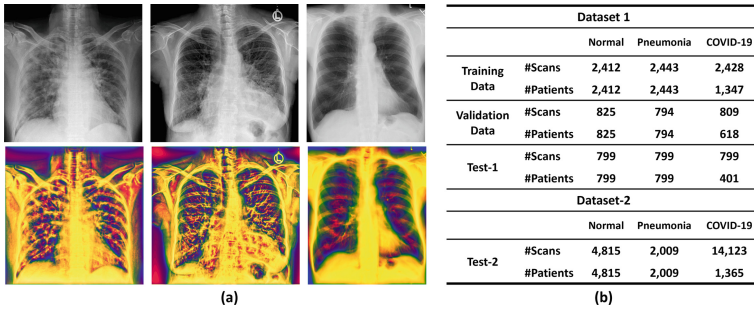 L
L
(a)
Dataset 1
Normal Pneumonia COVID-19
Training Data #Scans 2,412 2,443 2,428
#Patients 2,412 2,443 1,347
Validation Data #Scans 825 794 809
#Patients 825 794 618
Test-1 #Scans 799 799 799
#Patients 799 799 401
Dataset-2
Normal Pneumonia COVID-19
Test-2 #Scans 4,815 2,009 14,123
#Patients 4,815 2,009 1,365
(b)